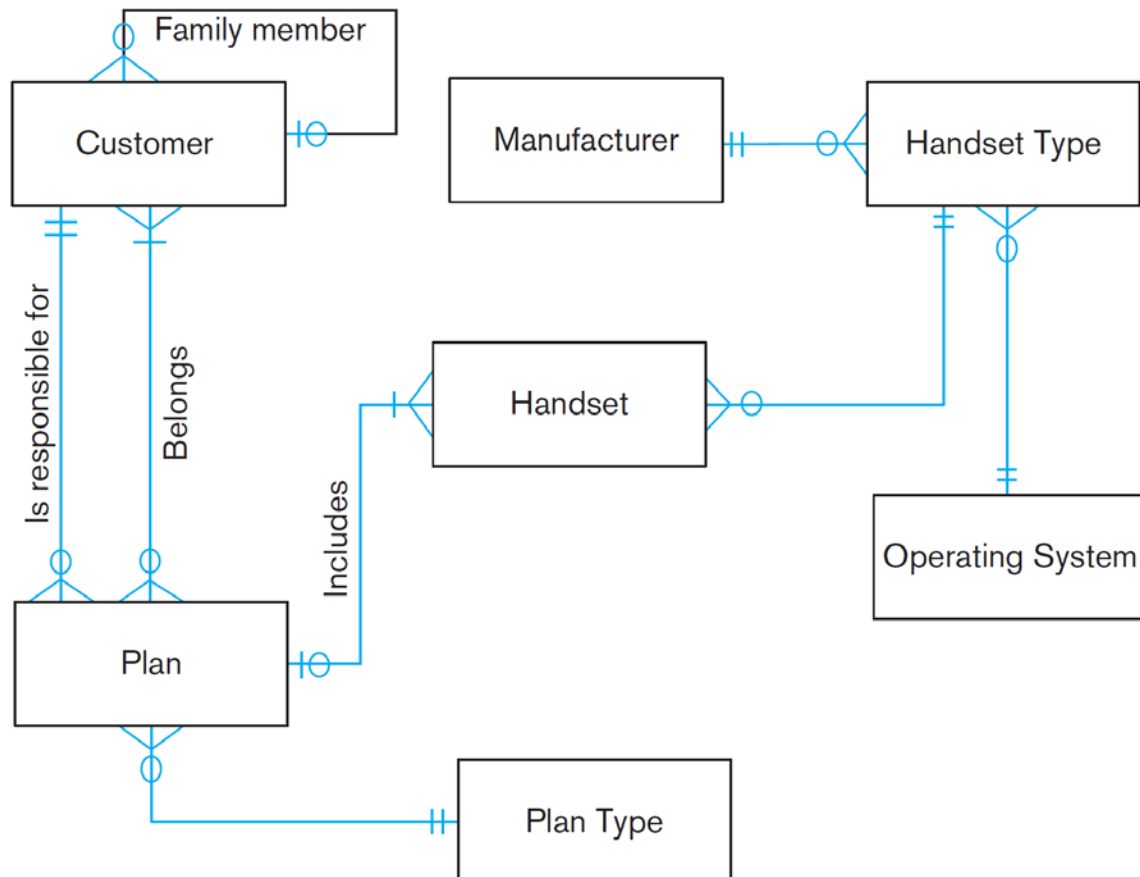 Family member
Customer
Manufacturer
Handset Type
Is responsible for
Belongs
Handset
Includes
Operating System
Plan
Plan Type